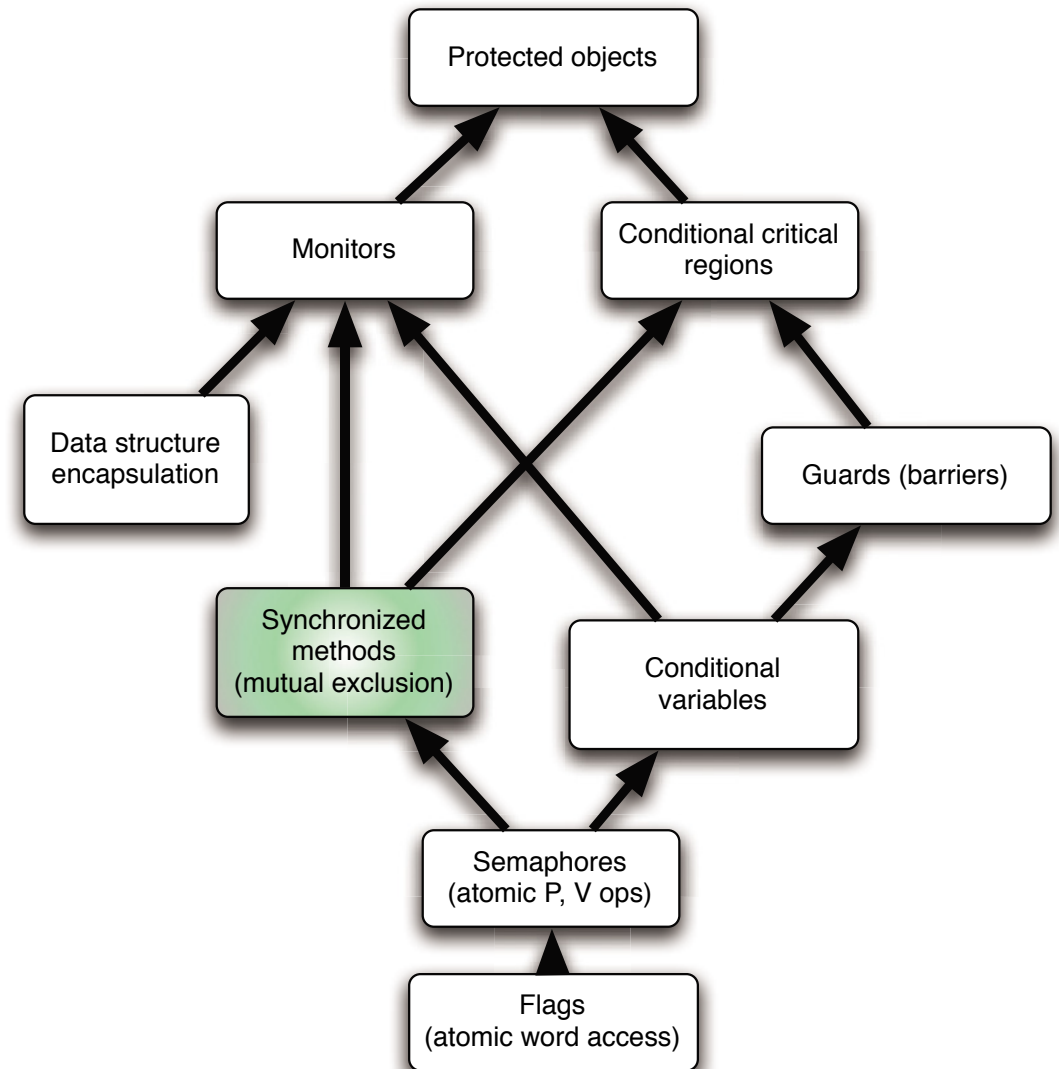 Protected objects
Monitors
Conditional critical
regions
Data structure
encapsulation
Guards (barriers)
Synchronized
methods
(mutual exclusion)
Conditional
variables
Semaphores
(atomic P, V ops)
Flags
(atomic word access)